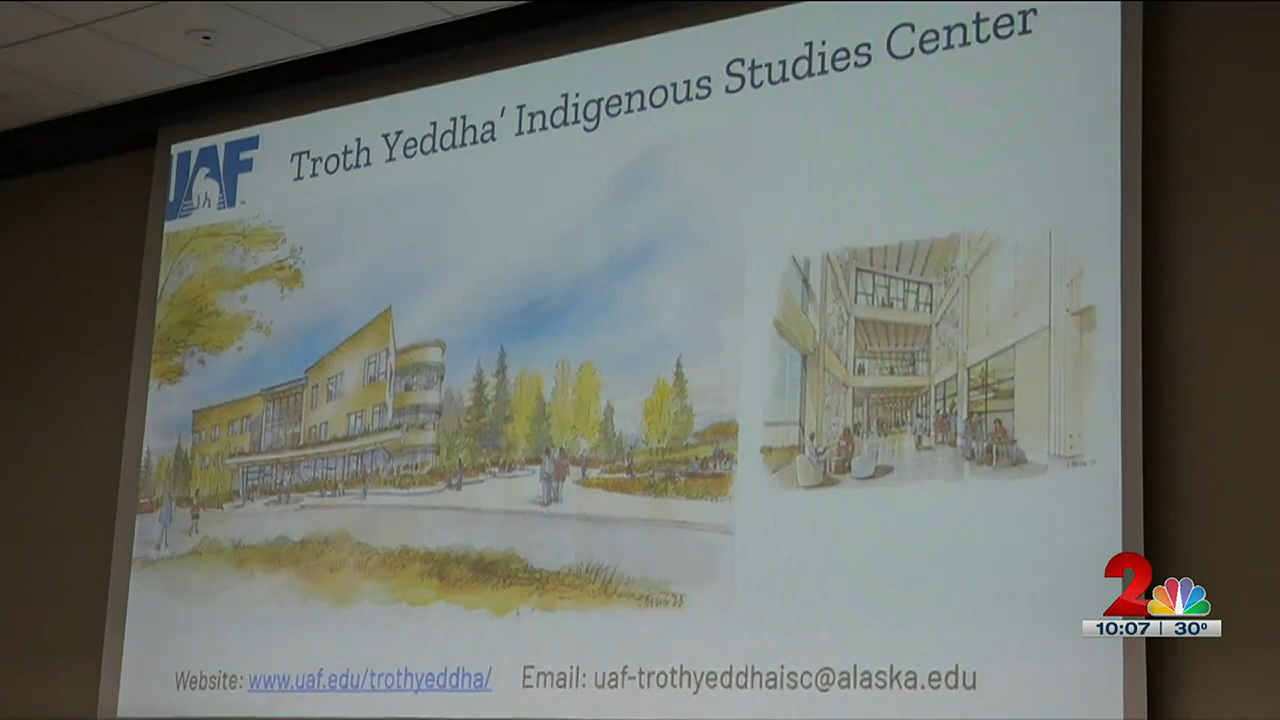 Troth Yeddha' Indigenous Studies Center
UAF
Website: www.uaf.edu/trothyeddha/ Email: uaf-trothyeddhaisc@alaska.edu
2
10:07 | 30º